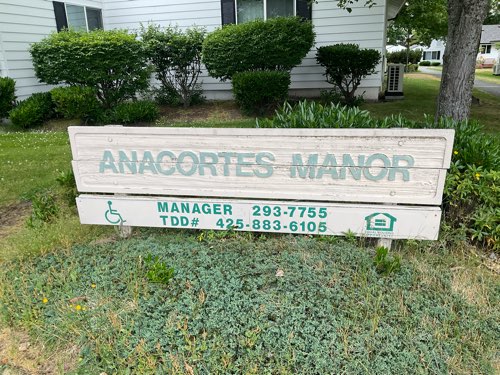 ANACORTES MANOR
MANAGER 293-7755
TDD# 425-883-6105